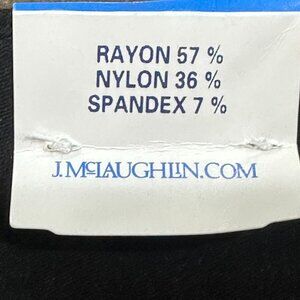 RAYON 57 %
NYLON 36 %
SPANDEX 7 %
J.McLAUGHLIN.COM